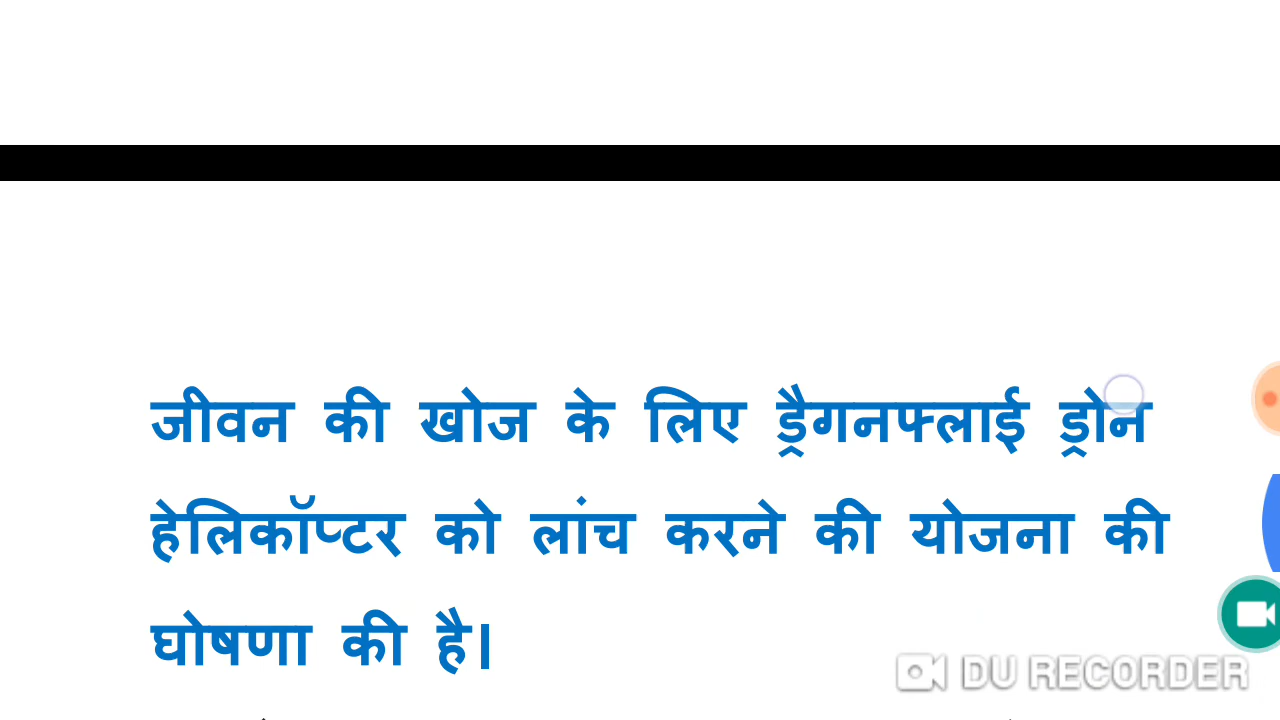 जीवन की खोज के लिए ड्रैगनफ्लाई ड्रोन
हेलिकॉप्टर को लांच करने की योजना की
घोषणा की है।
DU RECORDER